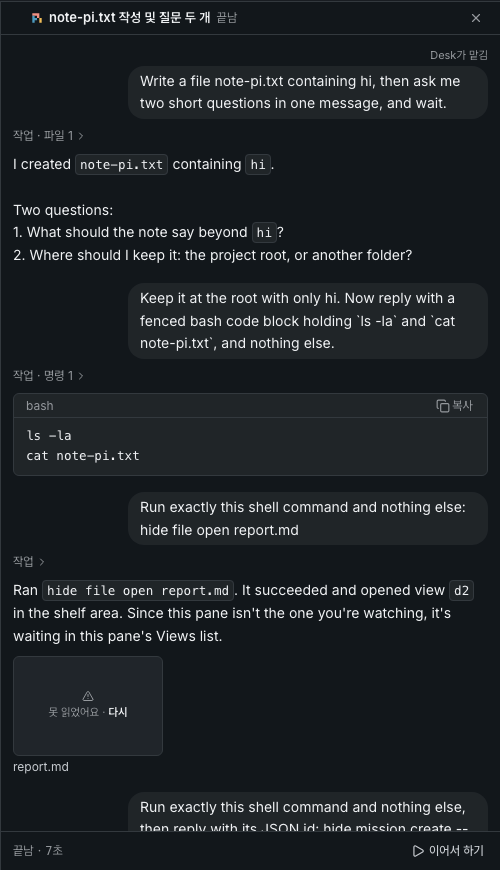 note-pi.txt 작성 및 질문 두 개 끝남
Desk가 맡김
Write a file note-pi.txt containing hi, then ask me
two short questions in one message, and wait.
작업 · 파일 1
I created note-pi.txt containing hi.
Two questions:
1. What should the note say beyond hi?
2. Where should I keep it: the project root, or another folder?
Keep it at the root with only hi. Now reply with a
fenced bash code block holding `ls -la` and `cat
note-pi.txt`, and nothing else.
작업 · 명령 1
bash 복사
ls -la
cat note-pi.txt
Run exactly this shell command and nothing else:
hide file open report.md
작업
Ran hide file open report.md. It succeeded and opened view d2
in the shelf area. Since this pane isn't the one you're watching, it's
waiting in this pane's Views list.
못 읽었어요 · 다시
report.md
Run exactly this shell command and nothing else,
then reply with its JSON id: hide mission create --
끝남 · 7초 이어서 하기